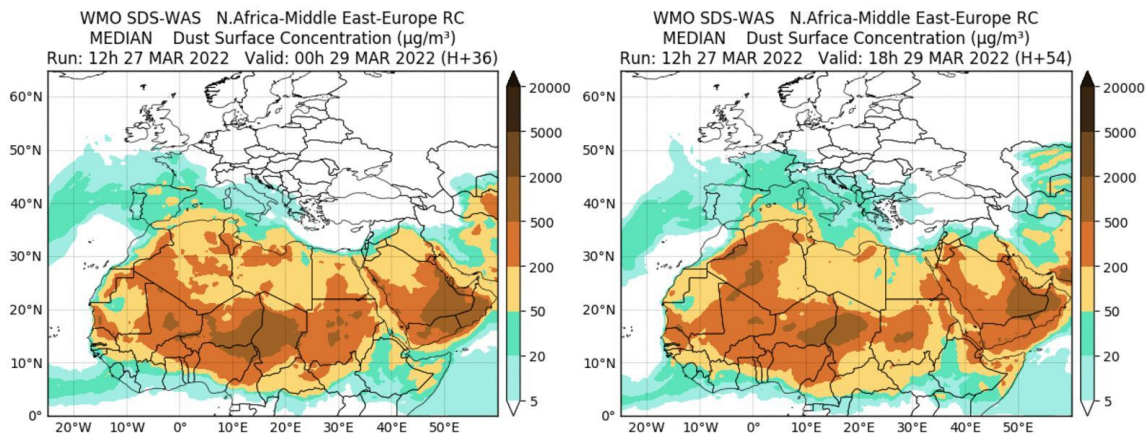 WMO SDS-WAS   N.Africa-Middle East-Europe RC
MEDIAN    Dust Surface Concentration (µg/m³)
Run: 12h 27 MAR 2022   Valid: 00h 29 MAR 2022 (H+36)
60°N
50°N
40°N
30°N
20°N
10°N
0°
20°W
10°W
0°
10°E
20°E
30°E
40°E
50°E
20000
5000
2000
500
200
50
20
5
WMO SDS-WAS   N.Africa-Middle East-Europe RC
MEDIAN    Dust Surface Concentration (µg/m³)
Run: 12h 27 MAR 2022   Valid: 18h 29 MAR 2022 (H+54)
60°N
50°N
40°N
30°N
20°N
10°N
0°
20°W
10°W
0°
10°E
20°E
30°E
40°E
50°E
20000
5000
2000
500
200
50
20
5